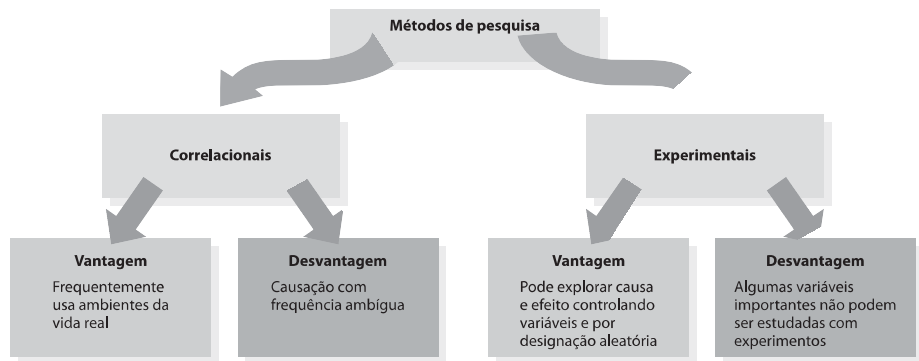 Métodos de pesquisa
Correlacionais
Experimentais
Vantagem
Frequentemente
usa ambientes da
vida real
Desvantagem
Causação com
frequência ambígua
Vantagem
Pode explorar causa
e efeito controlando
variáveis e por
designação aleatória
Desvantagem
Algumas variáveis
importantes não podem
ser estudadas com
experimentos